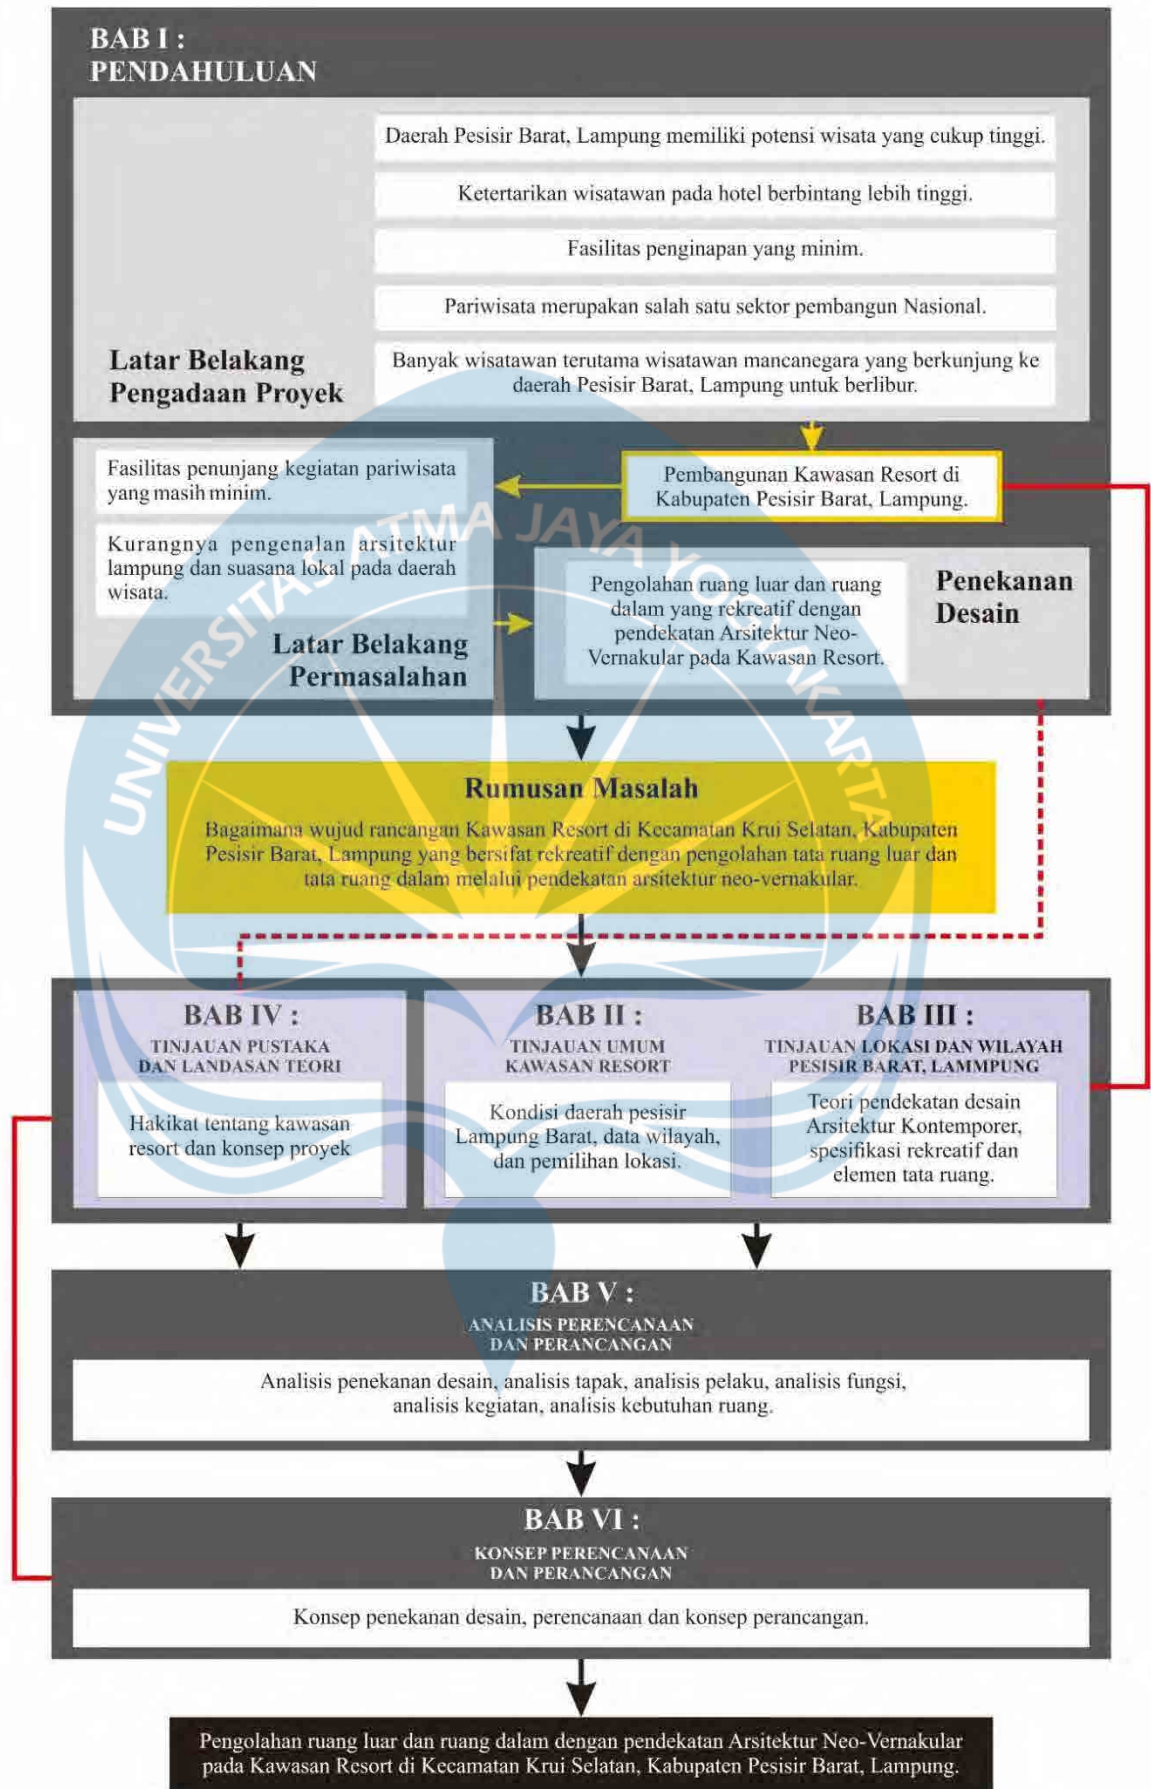 BAB I :
PENDAHULUAN
Daerah Pesisir Barat, Lampung memiliki potensi wisata yang cukup tinggi.
Ketertarikan wisatawan pada hotel berbintang lebih tinggi.
Fasilitas penginapan yang minim.
Pariwisata merupakan salah satu sektor pembangun Nasional.
Banyak wisatawan terutama wisatawan mancanegara yang berkunjung ke
daerah Pesisir Barat, Lampung untuk berlibur.
Latar Belakang
Pengadaan Proyek
Pembangunan Kawasan Resort di
Kabupaten Pesisir Barat, Lampung.
Fasilitas penunjang kegiatan pariwisata
yang masih minim.
Kurangnya pengenalan arsitektur
lampung dan suasana lokal pada daerah
wisata.
Latar Belakang
Permasalahan
Pengolahan ruang luar dan ruang
dalam yang rekreatif dengan
pendekatan Arsitektur Neo-
Vernakular pada Kawasan Resort.
Penekanan
Desain
UNIVERSITAS ATMA JAYA YOGYAKARTA
Rumusan Masalah
Bagaimana wujud rancangan Kawasan Resort di Kecamatan Krui Selatan, Kabupaten
Pesisir Barat, Lampung yang bersifat rekreatif dengan pengolahan tata ruang luar dan
tata ruang dalam melalui pendekatan arsitektur neo-vernakular.
BAB IV :
TINJAUAN PUSTAKA
DAN LANDASAN TEORI
Hakikat tentang kawasan
resort dan konsep proyek
BAB II :
TINJAUAN UMUM
KAWASAN RESORT
Kondisi daerah pesisir
Lampung Barat, data wilayah,
dan pemilihan lokasi.
BAB III :
TINJAUAN LOKASI DAN WILAYAH
PESISIR BARAT, LAMMPUNG
Teori pendekatan desain
Arsitektur Kontemporer,
spesifikasi rekreatif dan
elemen tata ruang.
BAB V :
ANALISIS PERENCANAAN
DAN PERANCANGAN
Analisis penekanan desain, analisis tapak, analisis pelaku, analisis fungsi,
analisis kegiatan, analisis kebutuhan ruang.
BAB VI :
KONSEP PERENCANAAN
DAN PERANCANGAN
Konsep penekanan desain, perencanaan dan konsep perancangan.
Pengolahan ruang luar dan ruang dalam dengan pendekatan Arsitektur Neo-Vernakular
pada Kawasan Resort di Kecamatan Krui Selatan, Kabupaten Pesisir Barat, Lampung.